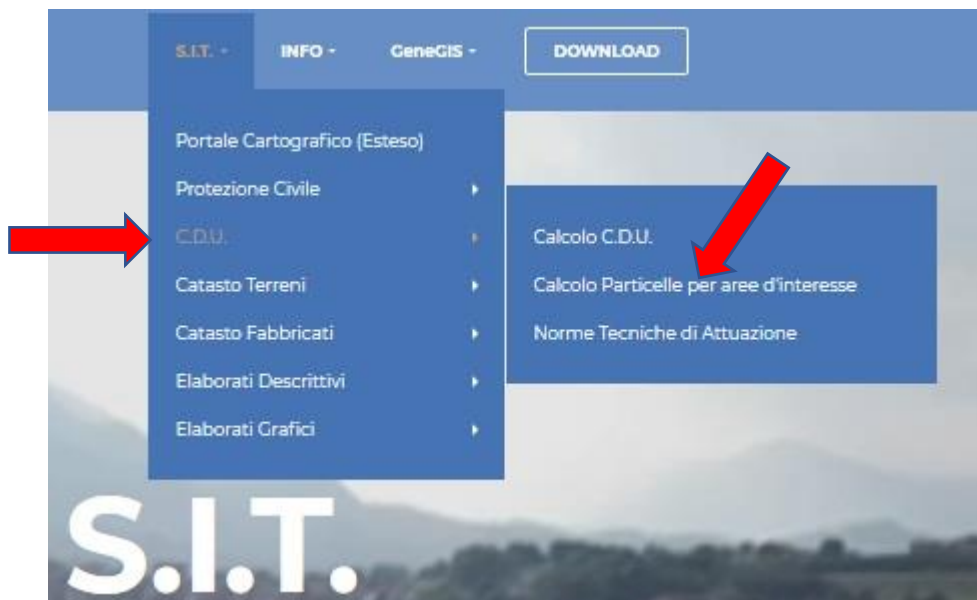 S.I.T. INFO GeneGIS DOWNLOAD
Portale Cartografico (Esteso)
Protezione Civile
C.D.U.
Catasto Terreni
Catasto Fabbricati
Elaborati Descrittivi
Elaborati Grafici
Calcolo C.D.U.
Calcolo Particelle per aree d'interesse
Norme Tecniche di Attuazione
S.I.T.